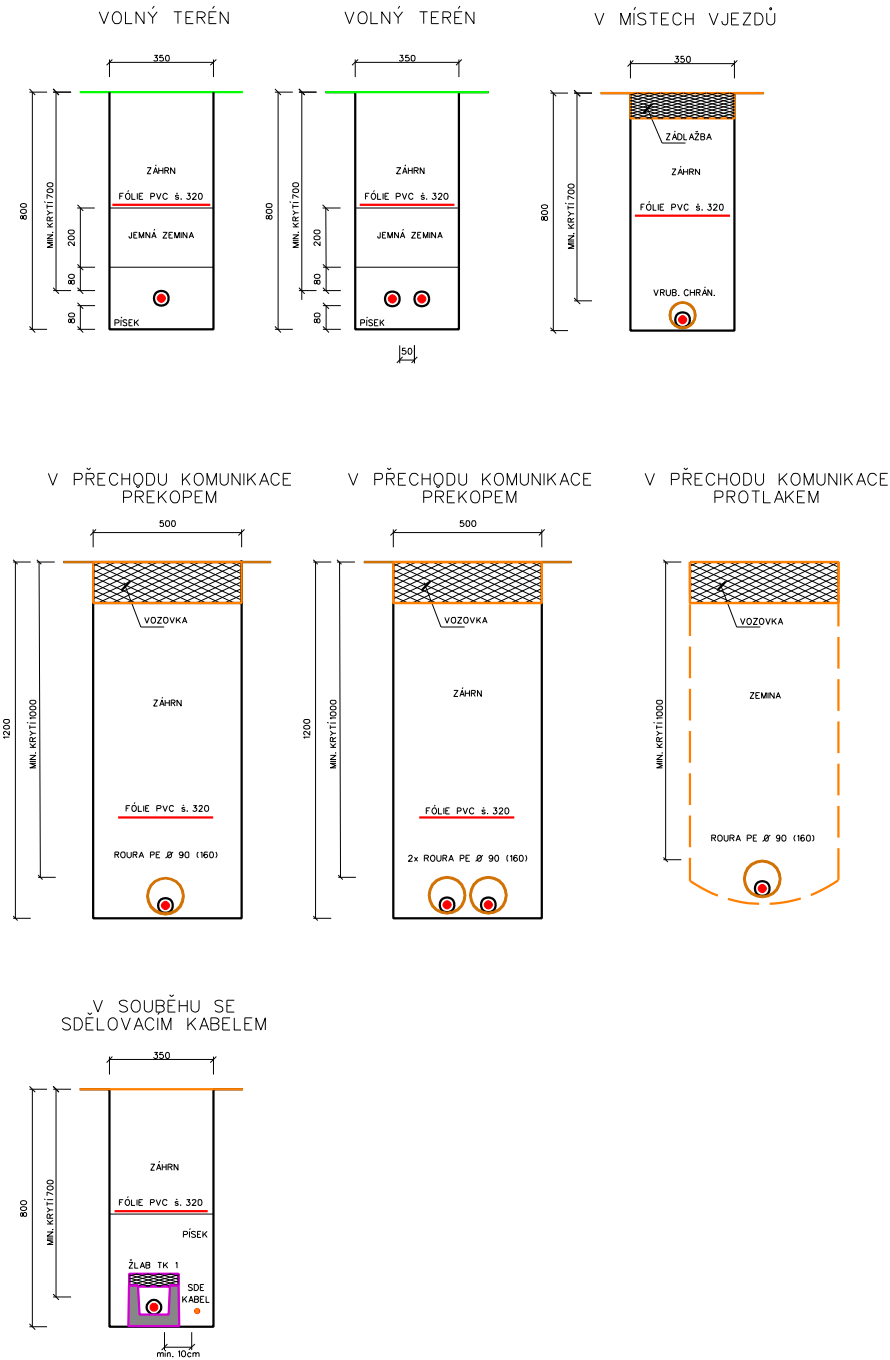 VOLNÝ TERÉN
350
800
MIN. KRYTÍ 700
ZÁHRN
FÓLIE PVC š. 320
200
JEMNÁ ZEMINA
80
80
PÍSEK
VOLNÝ TERÉN
350
800
MIN. KRYTÍ 700
ZÁHRN
FÓLIE PVC š. 320
200
JEMNÁ ZEMINA
80
80
PÍSEK
50
V MÍSTECH VJEZDŮ
350
ZÁDLAŽBA
800
MIN. KRYTÍ 700
ZÁHRN
FÓLIE PVC š. 320
VRUB. CHRÁN.
V PŘECHODU KOMUNIKACE
PŘEKOPEM
500
VOZOVKA
1200
MIN. KRYTÍ 1000
ZÁHRN
FÓLIE PVC š. 320
ROURA PE Ø 90 (160)
V PŘECHODU KOMUNIKACE
PŘEKOPEM
500
VOZOVKA
1200
MIN. KRYTÍ 1000
ZÁHRN
FÓLIE PVC š. 320
2x ROURA PE Ø 90 (160)
V PŘECHODU KOMUNIKACE
PROTLAKEM
VOZOVKA
MIN. KRYTÍ 1000
ZEMINA
ROURA PE Ø 90 (160)
V SOUBĚHU SE
SDĚLOVACÍM KABELEM
350
800
MIN. KRYTÍ 700
ZÁHRN
FÓLIE PVC š. 320
PÍSEK
ŽLAB TK 1
SDE
KABEL
min. 10cm